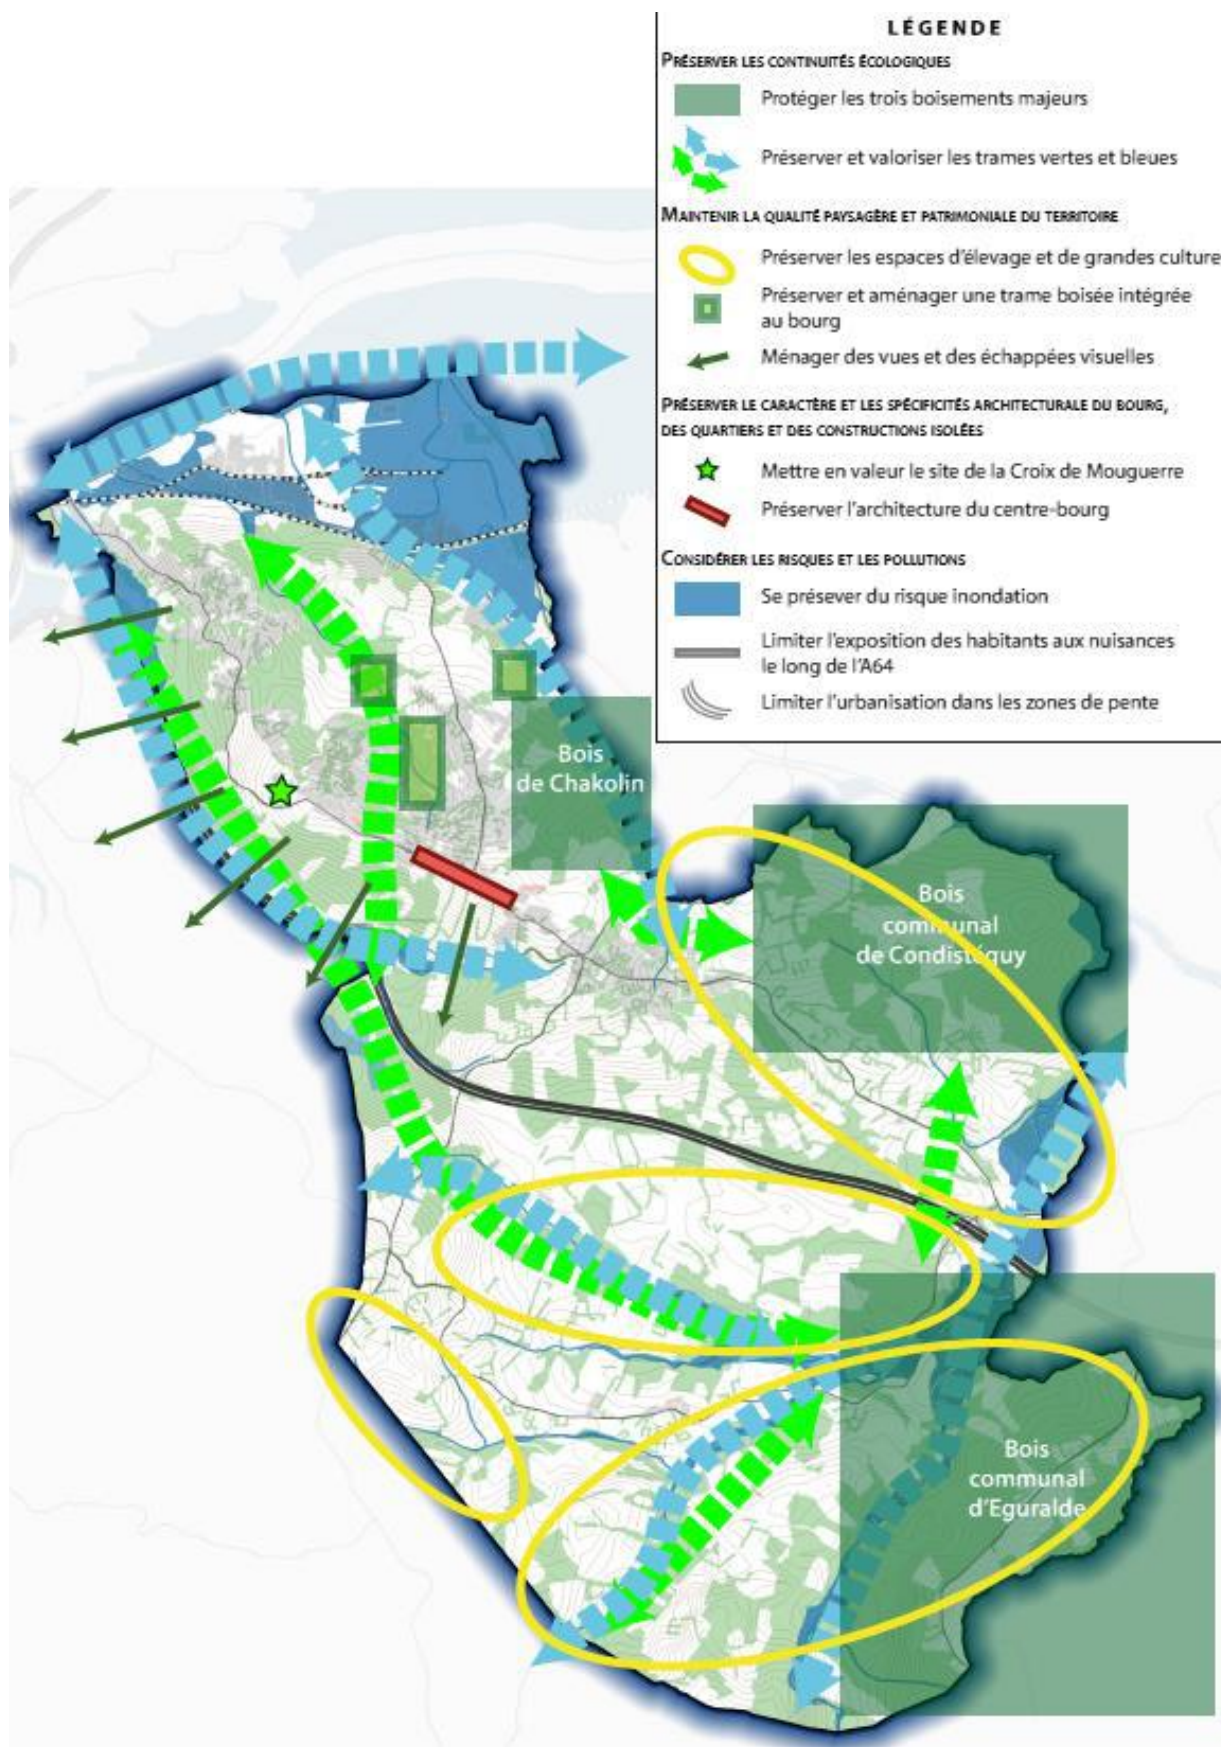 LÉGENDE
PRÉSERVER LES CONTINUITÉS ÉCOLOGIQUES
Protéger les trois boisements majeurs
Préserver et valoriser les trames vertes et bleues
MAINTENIR LA QUALITÉ PAYSAGÈRE ET PATRIMONIALE DU TERRITOIRE
Préserver les espaces d'élevage et de grandes culture
Préserver et aménager une trame boisée intégrée
au bourg
Ménager des vues et des échappées visuelles
PRÉSERVER LE CARACTÈRE ET LES SPÉCIFICITÉS ARCHITECTURALE DU BOURG,
DES QUARTIERS ET DES CONSTRUCTIONS ISOLÉES
Mettre en valeur le site de la Croix de Mouguerre
Préserver l'architecture du centre-bourg
CONSIDÉRER LES RISQUES ET LES POLLUTIONS
Se présever du risque inondation
Limiter l'exposition des habitants aux nuisances
le long de l'A64
Limiter l'urbanisation dans les zones de pente
Bois
de Chakolin
Bois
communal
de Condistéguy
Bois
communal
d'Eguralde